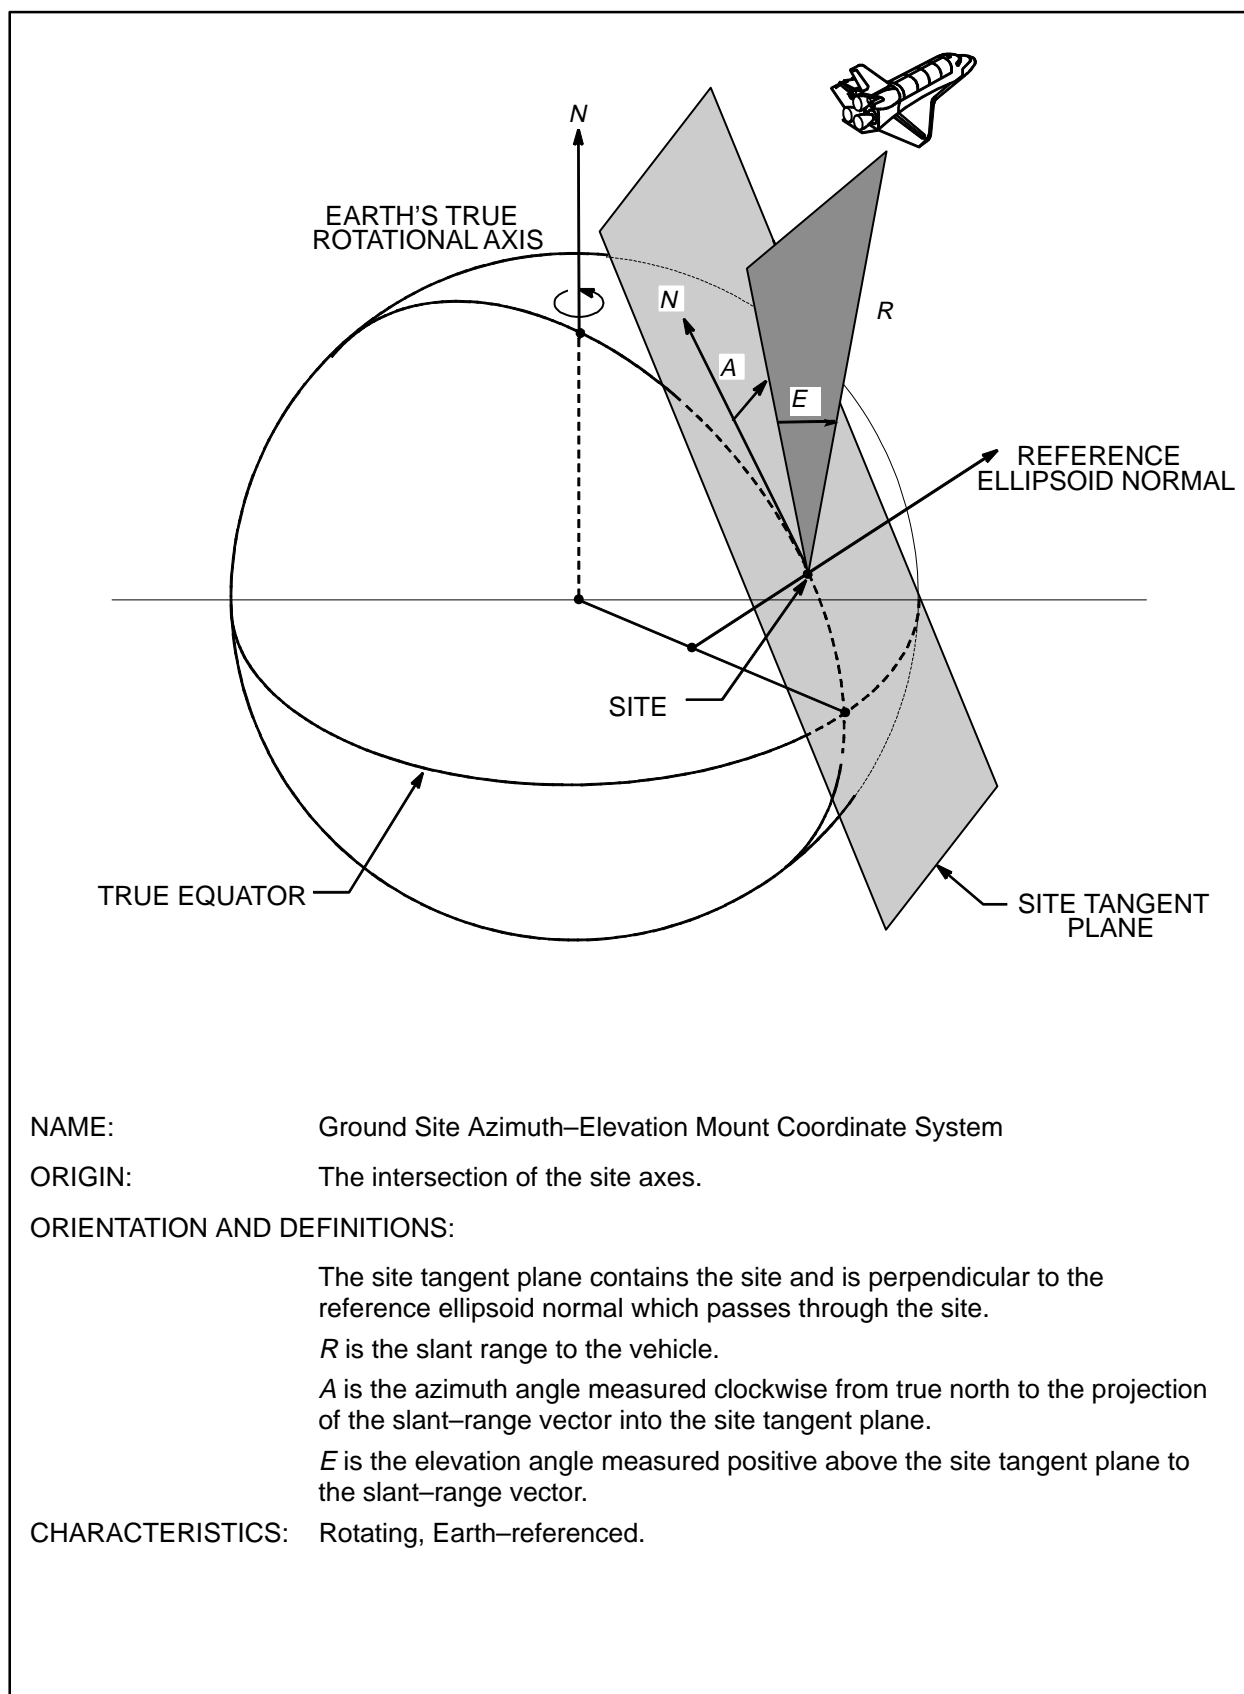 N
EARTH'S TRUE
ROTATIONAL AXIS
N
R
A
E
REFERENCE
ELLIPSOID NORMAL
SITE
TRUE EQUATOR
SITE TANGENT
PLANE
NAME: Ground Site Azimuth–Elevation Mount Coordinate System
ORIGIN: The intersection of the site axes.
ORIENTATION AND DEFINITIONS:
The site tangent plane contains the site and is perpendicular to the
reference ellipsoid normal which passes through the site.
R is the slant range to the vehicle.
A is the azimuth angle measured clockwise from true north to the projection
of the slant–range vector into the site tangent plane.
E is the elevation angle measured positive above the site tangent plane to
the slant–range vector.
CHARACTERISTICS: Rotating, Earth–referenced.